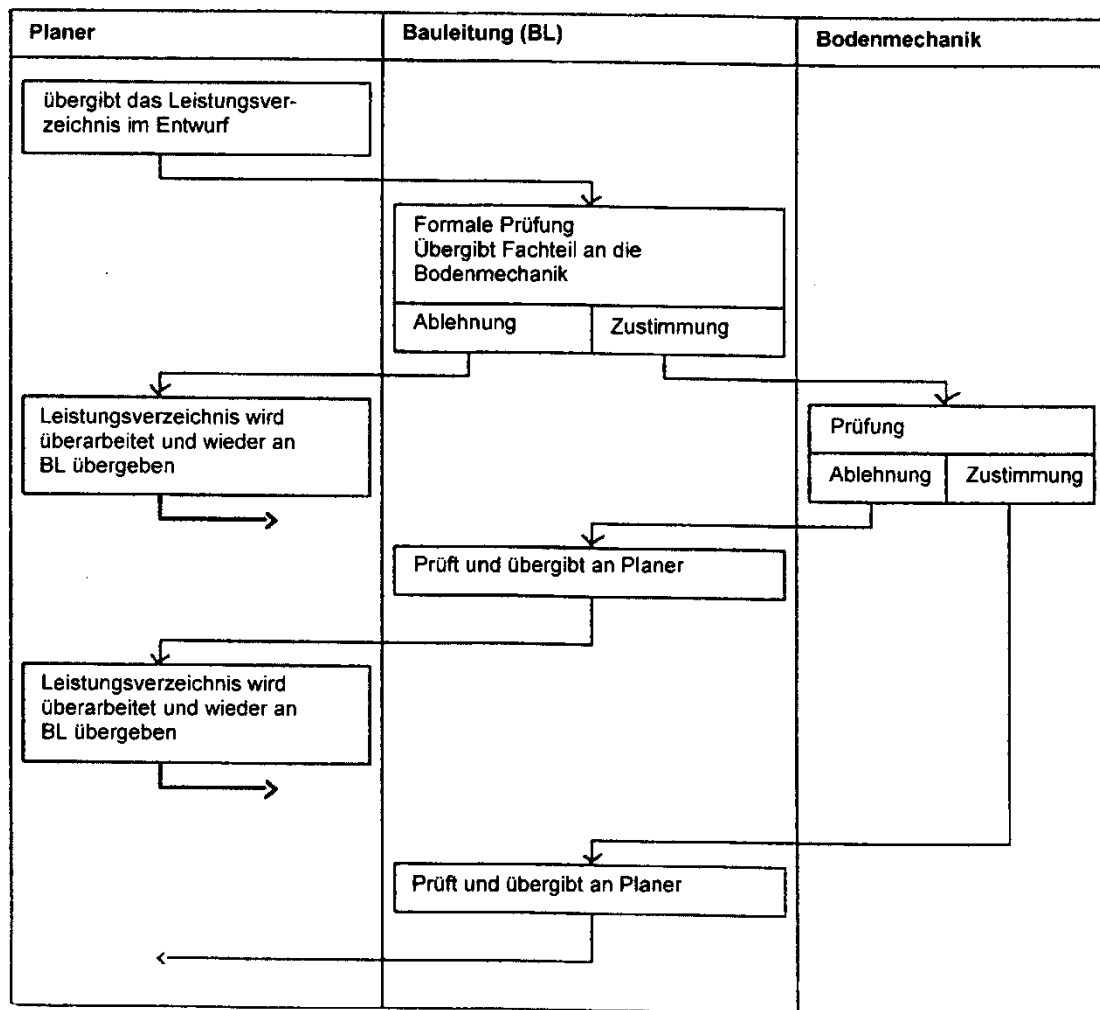 Planer
Bauleitung (BL)
Bodenmechanik
übergibt das Leistungsver-
zeichnis im Entwurf
Formale Prüfung
Übergibt Fachteil an die
Bodenmechanik
Ablehnung
Zustimmung
Leistungsverzeichnis wird
überarbeitet und wieder an
BL übergeben
Prüfung
Ablehnung
Zustimmung
Prüft und übergibt an Planer
Leistungsverzeichnis wird
überarbeitet und wieder an
BL übergeben
Prüft und übergibt an Planer